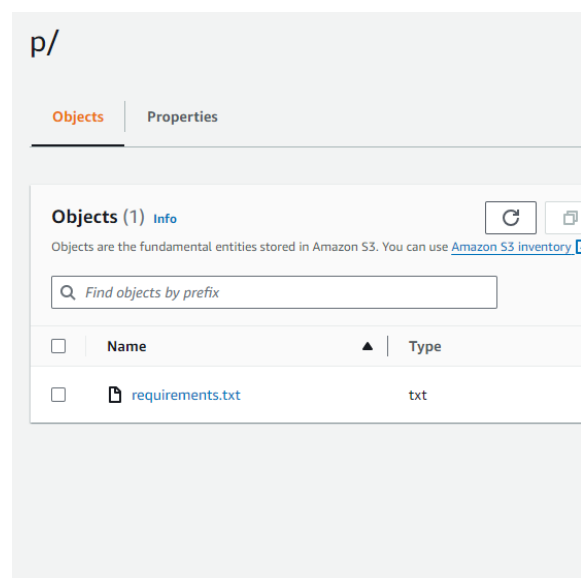 p/
Objects
Properties
Objects (1) Info
Objects are the fundamental entities stored in Amazon S3. You can use Amazon S3 inventory
Find objects by prefix
Name Type
requirements.txt txt